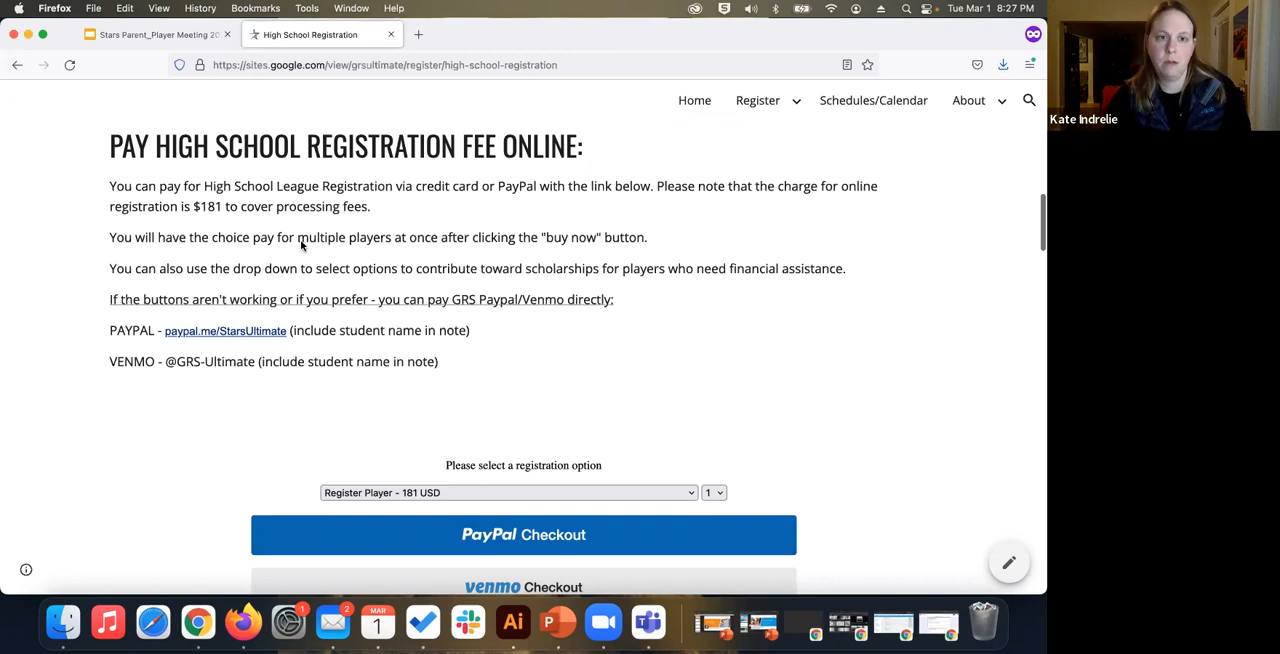 Firefox File Edit View History Bookmarks Tools Window Help Tue Mar 1 8:27 PM
Stars Parent_Player Meeting 20 High School Registration
https://sites.google.com/view/grsultimate/register/high-school-registration
Home Register Schedules/Calendar About
Kate Indrelie
PAY HIGH SCHOOL REGISTRATION FEE ONLINE:
You can pay for High School League Registration via credit card or PayPal with the link below. Please note that the charge for online
registration is $181 to cover processing fees.
You will have the choice pay for multiple players at once after clicking the "buy now" button.
You can also use the drop down to select options to contribute toward scholarships for players who need financial assistance.
If the buttons aren't working or if you prefer - you can pay GRS Paypal/Venmo directly:
PAYPAL - paypal.me/StarsUltimate (include student name in note)
VENMO - @GRS-Ultimate (include student name in note)
Please select a registration option
Register Player - 181 USD 1
PayPal Checkout
venmo Checkout
1 2
MAR
1
Ai P